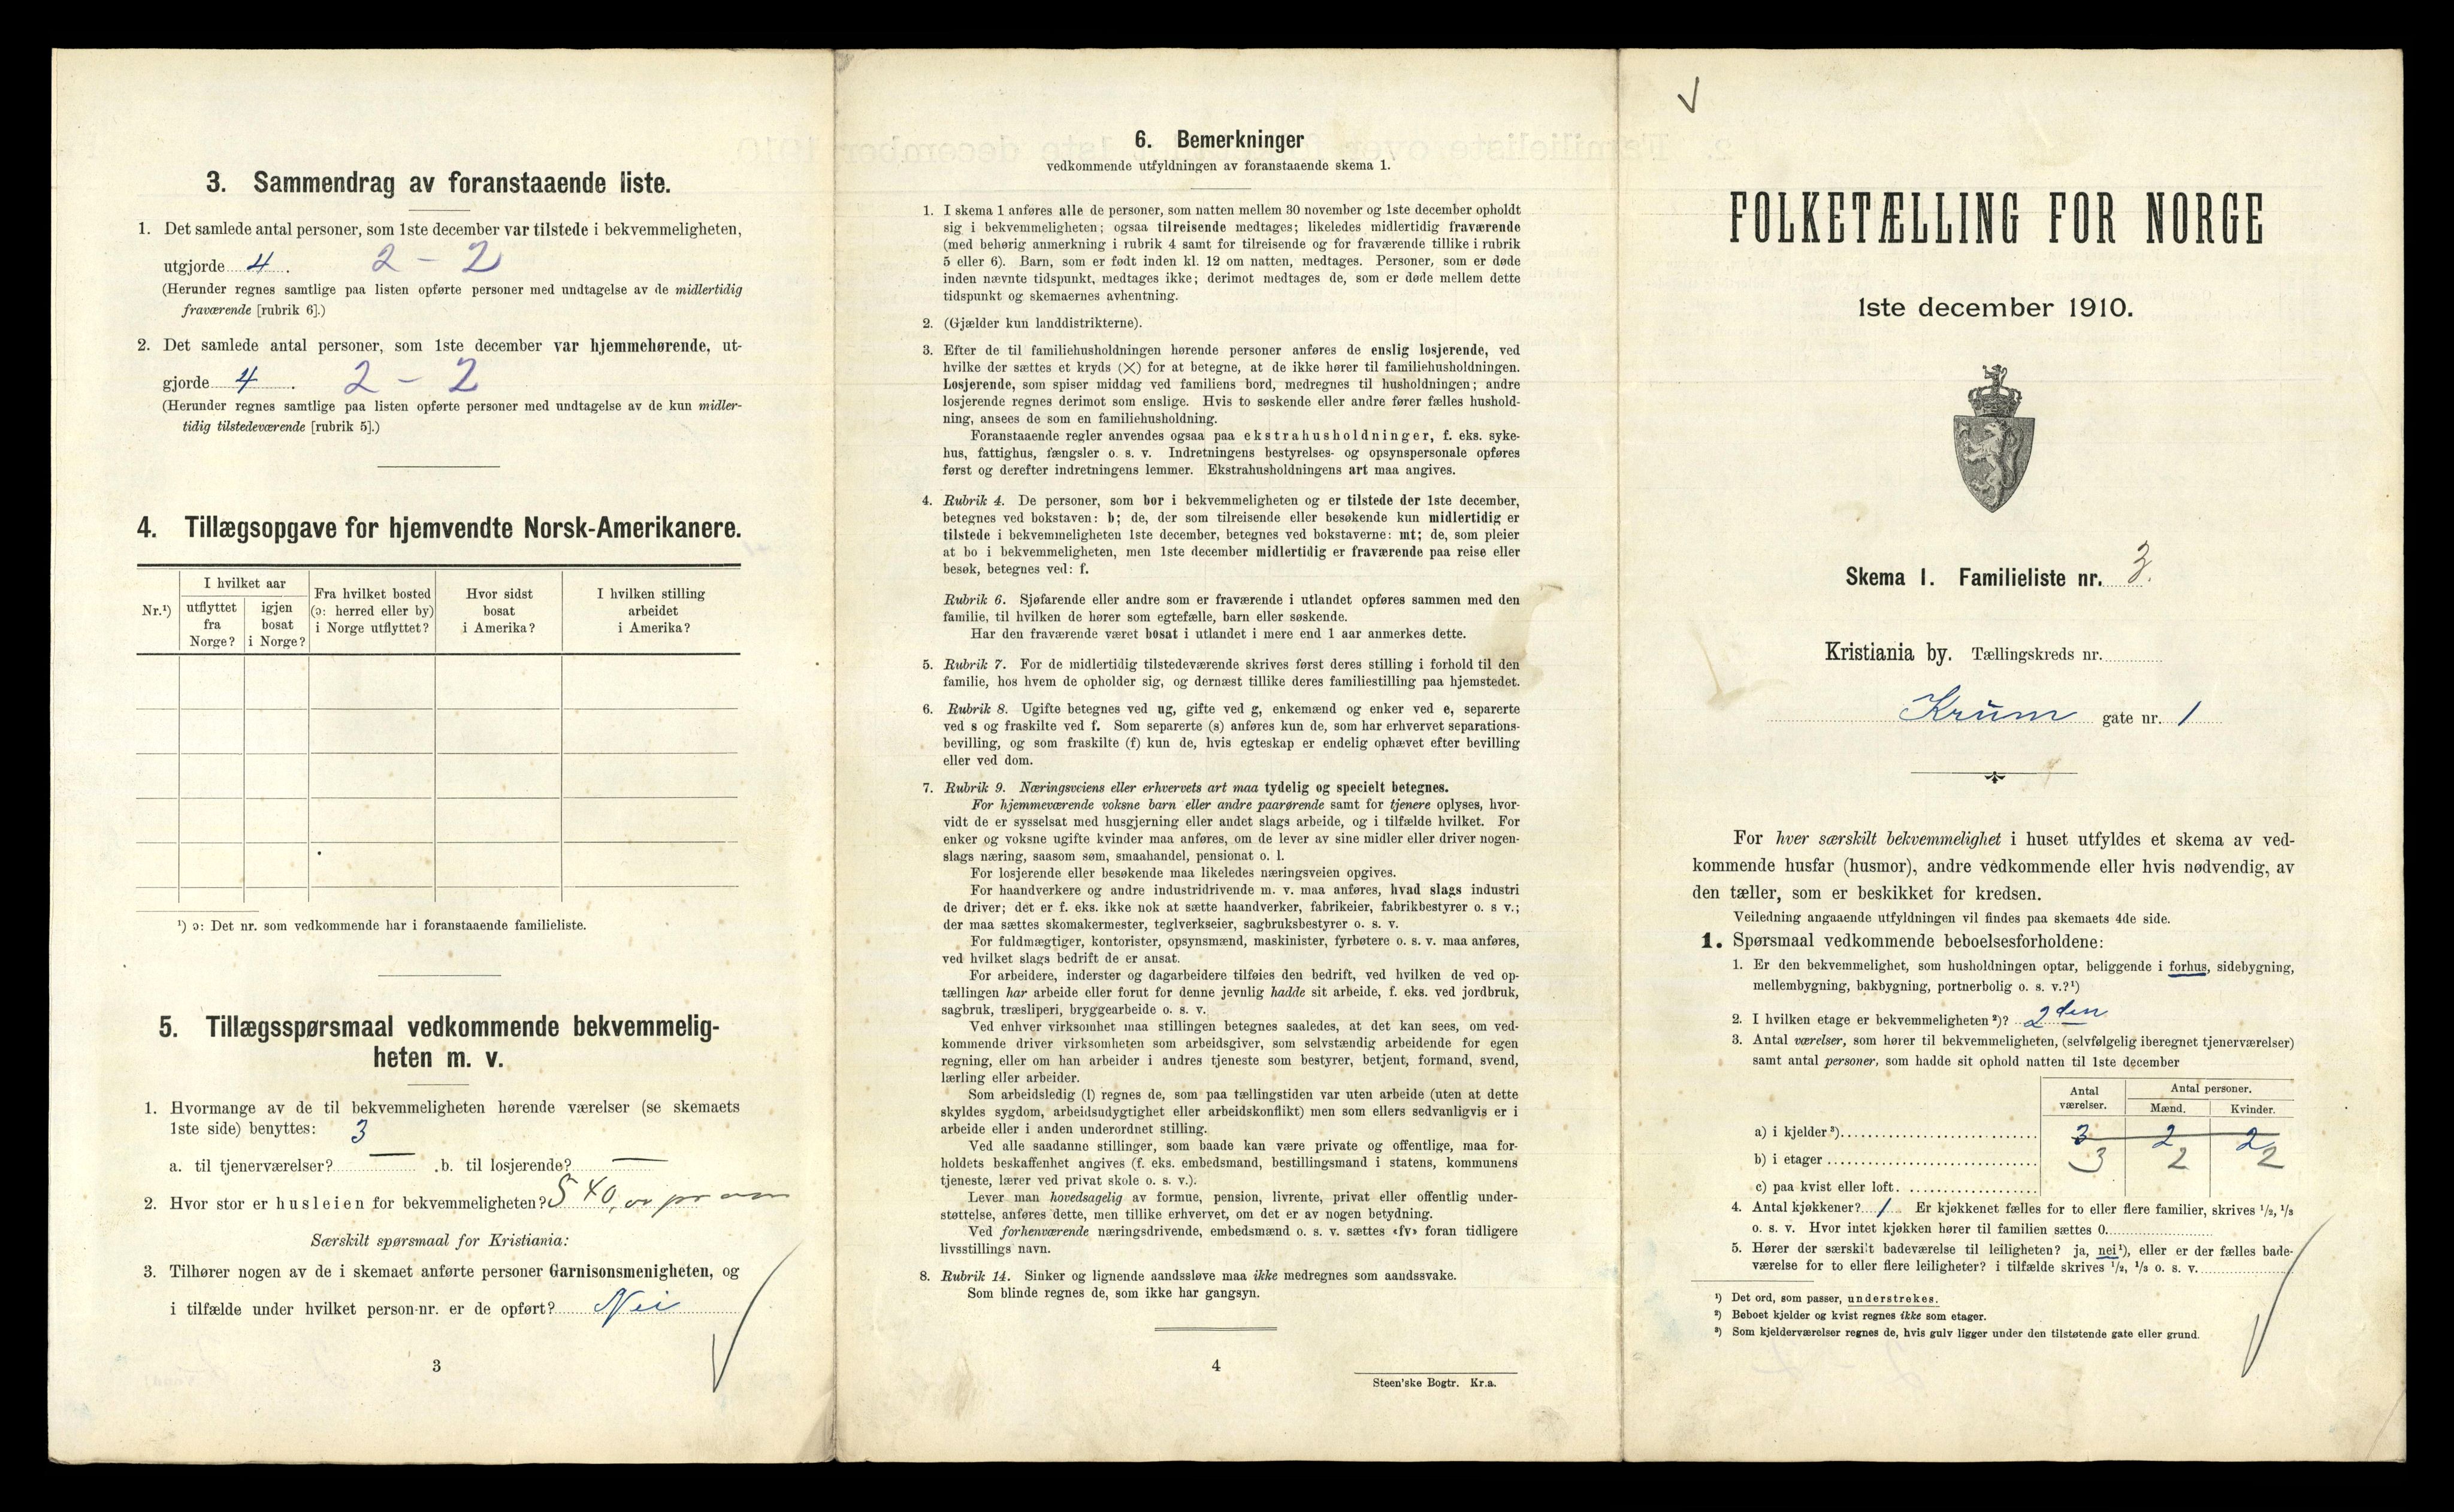 3. Sammendrag av foranstaaende liste.
1. Det samlede antal personer, som 1ste december var tilstede i bekvemmeligheten,
utgjorde 4. 2 - 2
(Herunder regnes samtlige paa listen opførte personer med undtagelse av de midlertidig
fraværende [rubrik 6].)
2. Det samlede antal personer, som 1ste december var hjemmehørende, ut-
gjorde 4. 2 - 2
(Herunder regnes samtlige paa listen opførte personer med undtagelse av de kun midler-
tidig tilstedeværende [rubrik 5].)
4. Tillægsopgave for hjemvendte Norsk-Amerikanere.
Nr.¹)
I hvilket aar
utflyttet
fra
Norge?
igjen
bosat
i Norge?
Fra hvilket bosted
(ɔ: herred eller by)
i Norge utflyttet?
Hvor sidst
bosat
i Amerika?
I hvilken stilling
arbeidet
i Amerika?
¹) ɔ: Det nr. som vedkommende har i foranstaaende familieliste.
5. Tillægsspørsmaal vedkommende bekvemmelig-
heten m. v.
1. Hvormange av de til bekvemmeligheten hørende værelser (se skemaets
1ste side) benyttes: 3
a. til tjenerværelser? — .b. til losjerende? —
2. Hvor stor er husleien for bekvemmeligheten? 540,
Særskilt spørsmaal for Kristiania:
3. Tilhører nogen av de i skemaet anførte personer Garnisonsmenigheten, og
i tilfælde under hvilket person-nr. er de opført? Nei
3
6. Bemerkninger
vedkommende utfyldningen av foranstaaende skema 1.
1. I skema 1 anføres alle de personer, som natten mellem 30 november og 1ste december opholdt
sig i bekvemmeligheten; ogsaa tilreisende medtages; likeledes midlertidig fraværende
(med behørig anmerkning i rubrik 4 samt for tilreisende og for fraværende tillike i rubrik
5 eller 6). Barn, som er født inden kl. 12 om natten, medtages. Personer, som er døde
inden nævnte tidspunkt, medtages ikke; derimot medtages de, som er døde mellem dette
tidspunkt og skemaernes avhentning.
2. (Gjælder kun landdistrikterne).
3. Efter de til familiehusholdningen hørende personer anføres de enslig losjerende, ved
hvilke der sættes et kryds (×) for at betegne, at de ikke hører til familiehusholdningen.
Losjerende, som spiser middag ved familiens bord, medregnes til husholdningen; andre
losjerende regnes derimot som enslige. Hvis to søskende eller andre fører fælles hushold-
ning, ansees de som en familiehusholdning.
Foranstaaende regler anvendes ogsaa paa ekstrahusholdninger, f. eks. syke-
hus, fattighus, fængsler o. s. v. Indretningens bestyrelses- og opsynspersonale opføres
først og derefter indretningens lemmer. Ekstrahusholdningens art maa angives.
4. Rubrik 4. De personer, som bor i bekvemmeligheten og er tilstede der 1ste december,
betegnes ved bokstaven: b; de, der som tilreisende eller besøkende kun midlertidig er
tilstede i bekvemmeligheten 1ste december, betegnes ved bokstaverne: mt; de, som pleier
at bo i bekvemmeligheten, men 1ste december midlertidig er fraværende paa reise eller
besøk, betegnes ved: f.
Rubrik 6. Sjøfarende eller andre som er fraværende i utlandet opføres sammen med den
familie, til hvilken de hører som egtefælle, barn eller søskende.
Har den fraværende været bosat i utlandet i mere end 1 aar anmerkes dette.
5. Rubrik 7. For de midlertidig tilstedeværende skrives først deres stilling i forhold til den
familie, hos hvem de opholder sig, og dernæst tillike deres familiestilling paa hjemstedet.
6. Rubrik 8. Ugifte betegnes ved ug, gifte ved g, enkemænd og enker ved e, separerte
ved s og fraskilte ved f. Som separerte (s) anføres kun de, som har erhvervet separations-
bevilling, og som fraskilte (f) kun de, hvis egteskap er endelig ophævet efter bevilling
eller ved dom.
7. Rubrik 9. Næringsveiens eller erhvervets art maa tydelig og specielt betegnes.
For hjemmeværende voksne barn eller andre paarørende samt for tjenere oplyses, hvor-
vidt de er sysselsat med husgjerning eller andet slags arbeide, og i tilfælde hvilket. For
enker og voksne ugifte kvinder maa anføres, om de lever av sine midler eller driver nogen-
slags næring, saasom søm, smaahandel, pensionat o. l.
For losjerende eller besøkende maa likeledes næringsveien opgives.
For haandverkere og andre industridrivende m. v. maa anføres, hvad slags industri
de driver; det er f. eks. ikke nok at sætte haandverker, fabrikeier, fabrikbestyrer o. s v.;
der maa sættes skomakermester, teglverkseier, sagbruksbestyrer o. s. v.
For fuldmægtiger, kontorister, opsynsmænd, maskinister, fyrbøtere o. s. v. maa anføres,
ved hvilket slags bedrift de er ansat.
For arbeidere, inderster og dagarbeidere tilføies den bedrift, ved hvilken de ved op-
tællingen har arbeide eller forut for denne jevnlig hadde sit arbeide, f. eks. ved jordbruk,
sagbruk, træsliperi, bryggearbeide o. s. v.
Ved enhver virksomhet maa stillingen betegnes saaledes, at det kan sees, om ved-
kommende driver virksomheten som arbeidsgiver, som selvstændig arbeidende for egen
regning, eller om han arbeider i andres tjeneste som bestyrer, betjent, formand, svend,
lærling eller arbeider.
Som arbeidsledig (l) regnes de, som paa tællingstiden var uten arbeide (uten at dette
skyldes sygdom, arbeidsudygtighet eller arbeidskonflikt) men som ellers sedvanligvis er i
arbeide eller i anden underordnet stilling.
Ved alle saadanne stillinger, som baade kan være private og offentlige, maa for-
holdets beskaffenhet angives (f. eks. embedsmand, bestillingsmand i statens, kommunens
tjeneste, lærer ved privat skole o. s. v.).
Lever man hovedsagelig av formue, pension, livrente, privat eller offentlig under-
støttelse, anføres dette, men tillike erhvervet, om det er av nogen betydning.
Ved forhenværende næringsdrivende, embedsmænd o. s. v. sættes «fv» foran tidligere
livsstillings navn.
8. Rubrik 14. Sinker og lignende aandssløve maa ikke medregnes som aandssvake.
Som blinde regnes de, som ikke har gangsyn.
4
Steen'ske Bogtr. Kr.a.
FOLKETÆLLING FOR NORGE
1ste december 1910.
Skema 1. Familieliste nr. 3.
Kristiania by. Tællingskreds nr.
Krum gate nr. 1
For hver særskilt bekvemmelighet i huset utfyldes et skema av ved-
kommende husfar (husmor), andre vedkommende eller hvis nødvendig, av
den tæller, som er beskikket for kredsen.
Veiledning angaaende utfyldningen vil findes paa skemaets 4de side.
1. Spørsmaal vedkommende beboelsesforholdene:
1. Er den bekvemmelighet, som husholdningen optar, beliggende i forhus, sidebygning,
mellembygning, bakbygning, portnerbolig o. s. v.?¹)
2. I hvilken etage er bekvemmeligheten²)? 2den
3. Antal værelser, som hører til bekvemmeligheten, (selvfølgelig iberegnet tjenerværelser)
samt antal personer, som hadde sit ophold natten til 1ste december
Antal
værelser.
Antal personer.
Mænd. Kvinder.
a) i kjelder³) 3 2 2
b) i etager 3 2 2
c) paa kvist eller loft.
4. Antal kjøkkener? 1 Er kjøkkenet fælles for to eller flere familier, skrives ¹/₂, ¹/₃
o. s. v. Hvor intet kjøkken hører til familien sættes 0.
5. Hører der særskilt badeværelse til leiligheten? ja, nei¹), eller er der fælles bade-
værelse for to eller flere leiligheter? i tilfælde skrives ¹/₂, ¹/₃ o. s. v.
¹) Det ord, som passer, understrekes.
²) Beboet kjelder og kvist regnes ikke som etager.
³) Som kjelderværelser regnes de, hvis gulv ligger under den tilstøtende gate eller grund.